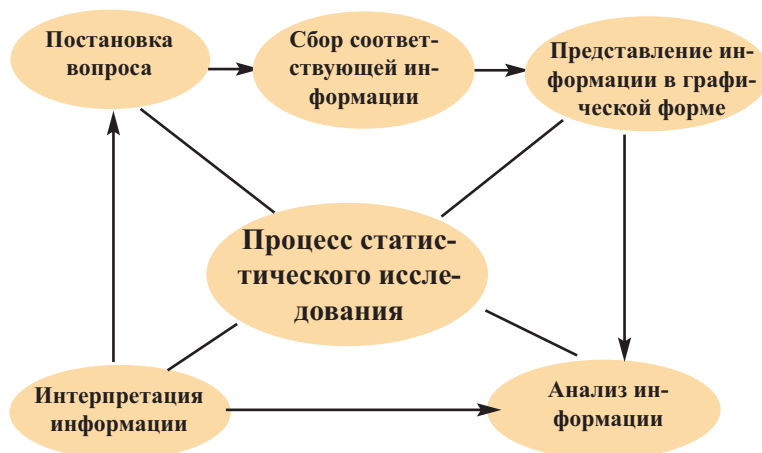 Постановка
вопроса
Сбор соответ-
ствующей ин-
формации
Представление ин-
формации в графи-
ческой форме
Процесс статис-
тического иссле-
дования
Интерпретация
информации
Анализ ин-
формации